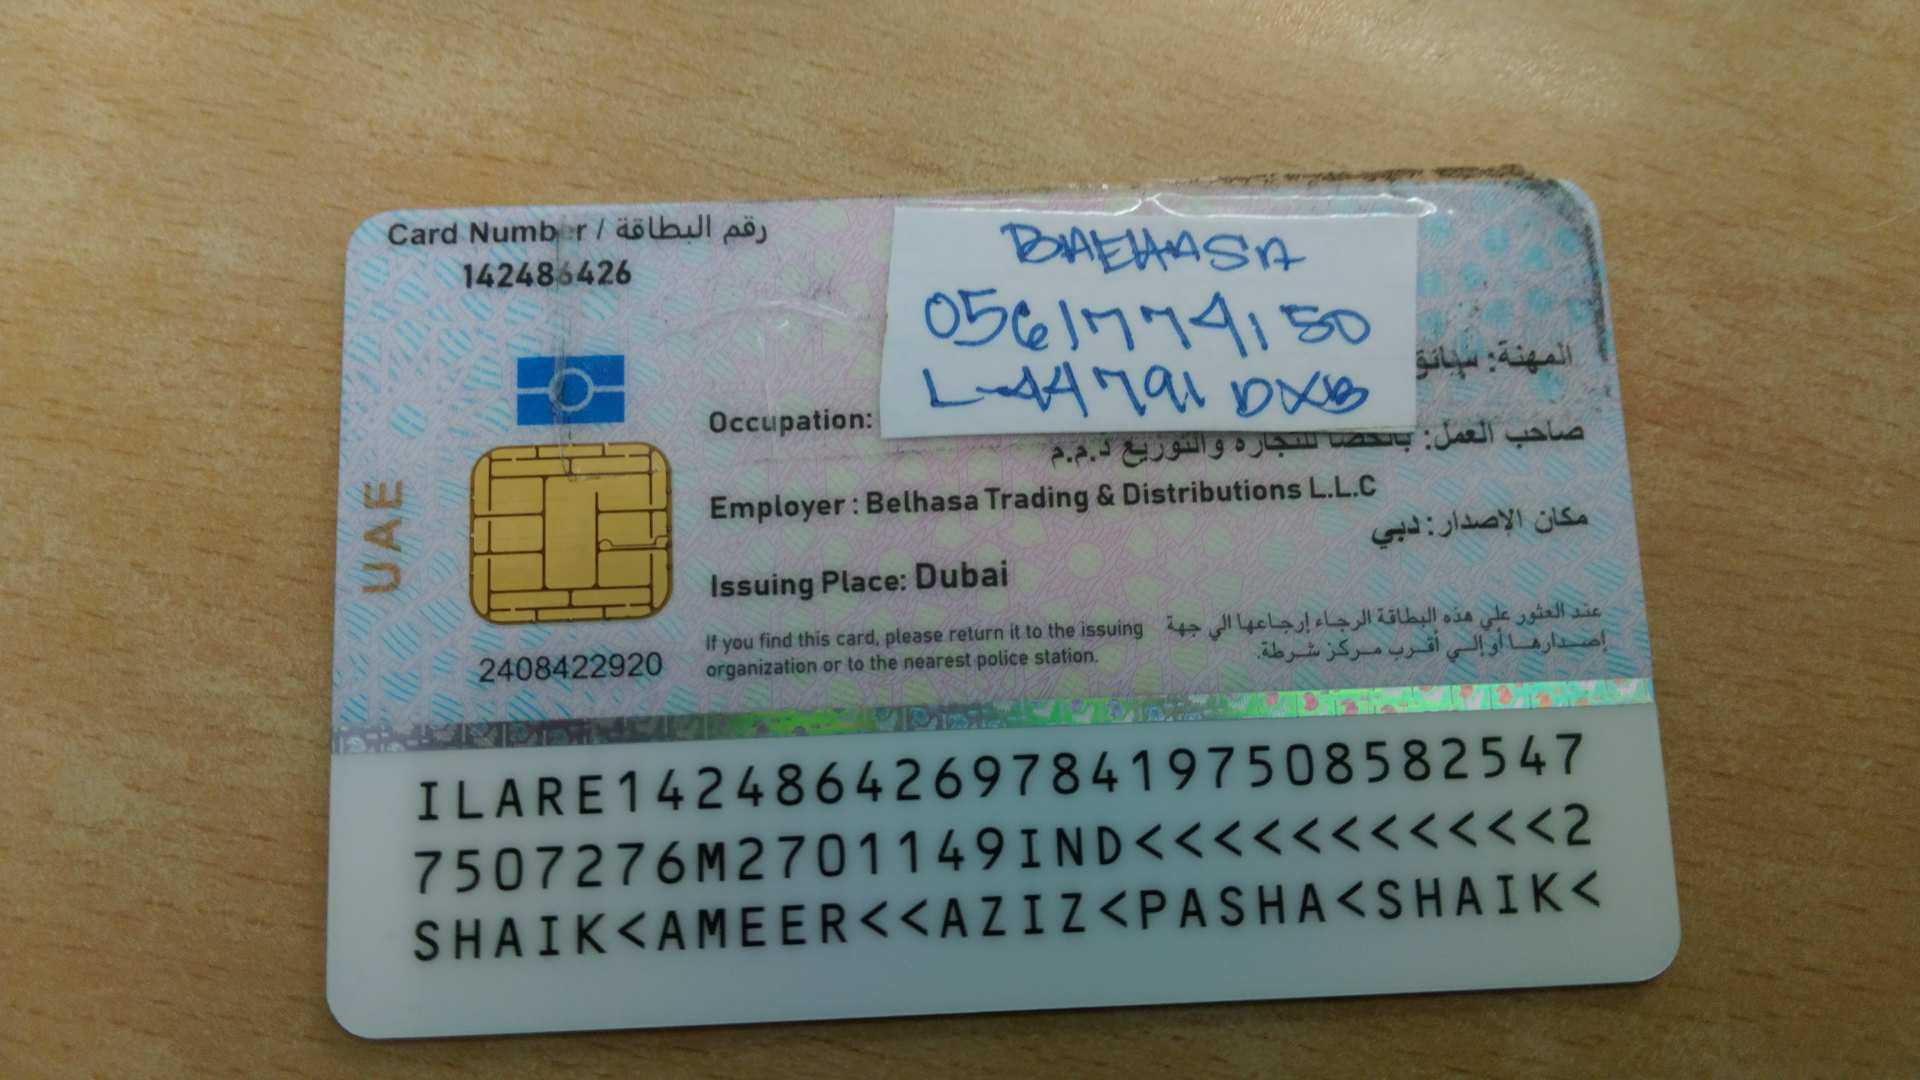 Card Number / رقم البطاقة
142486426
BAEHASA
0561774150
L-44791 DXB
المهنة: سائق
Occupation:
صاحب العمل: بالحصا للتجارة والتوزيع ذ.م.م
Employer : Belhasa Trading & Distributions L.L.C
مكان الإصدار: دبي
Issuing Place: Dubai
UAE
2408422920
If you find this card, please return it to the issuing
organization or to the nearest police station.
عند العثور علي هذه البطاقة الرجاء إرجاعها الي جهة
إصدارها أو إلي أقرب مركز شرطة.
ILARE1424864269784197508582547
7507276M2701149IND<<<<<<<<<<<2
SHAIK<AMEER<<AZIZ<PASHA<SHAIK<